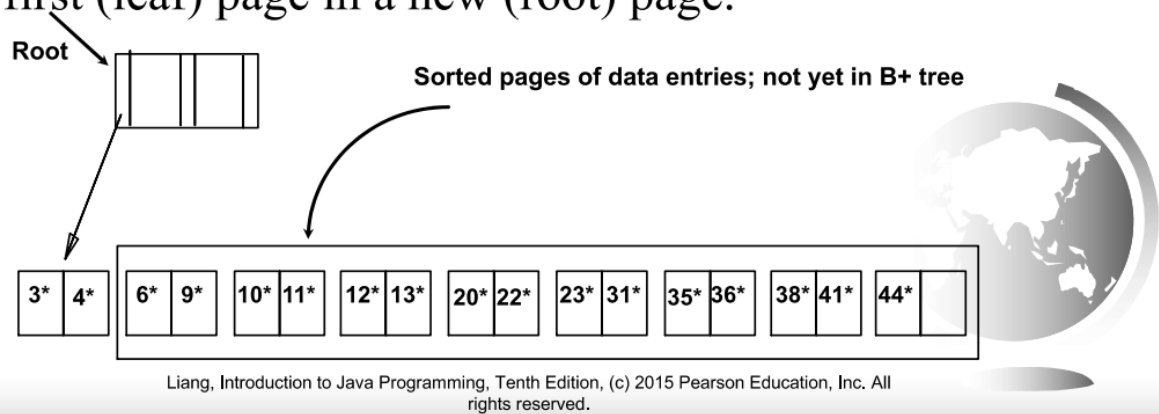 first (leaf) page in a new (root) page.
Root
Sorted pages of data entries; not yet in B+ tree
3* 4* 6* 9* 10* 11* 12* 13* 20* 22* 23* 31* 35* 36* 38* 41* 44*
Liang, Introduction to Java Programming, Tenth Edition, (c) 2015 Pearson Education, Inc. All
rights reserved.